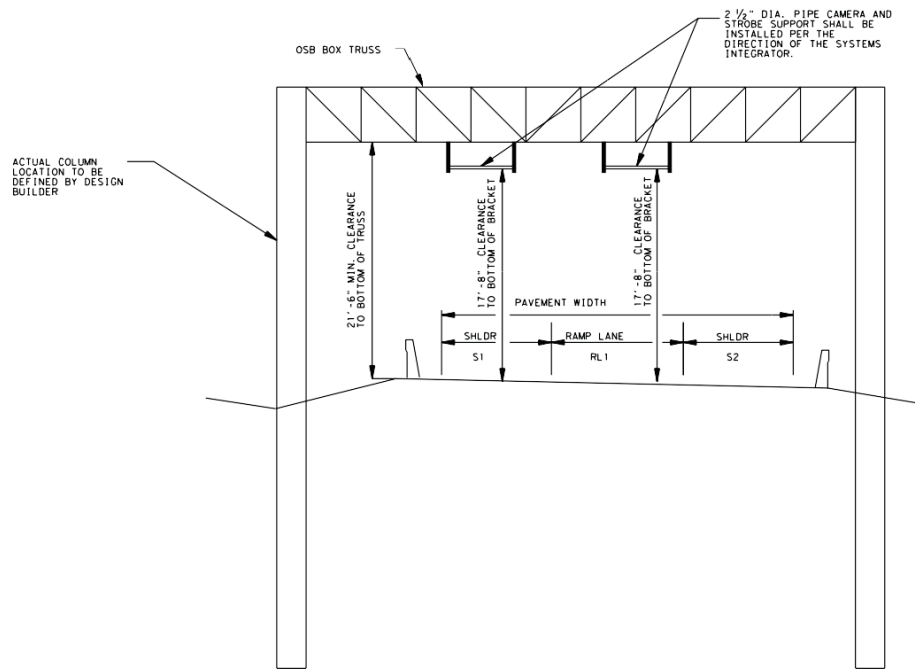 2 ½" DIA. PIPE CAMERA AND
STROBE SUPPORT SHALL BE
INSTALLED PER THE
DIRECTION OF THE SYSTEMS
INTEGRATOR.
OSB BOX TRUSS
ACTUAL COLUMN
LOCATION TO BE
DEFINED BY DESIGN
BUILDER
21'-6" MIN. CLEARANCE
TO BOTTOM OF TRUSS
17'-8" CLEARANCE
TO BOTTOM OF BRACKET
17'-8" CLEARANCE
TO BOTTOM OF BRACKET
PAVEMENT WIDTH
SHLDR
RAMP LANE
SHLDR
S1
RL1
S2